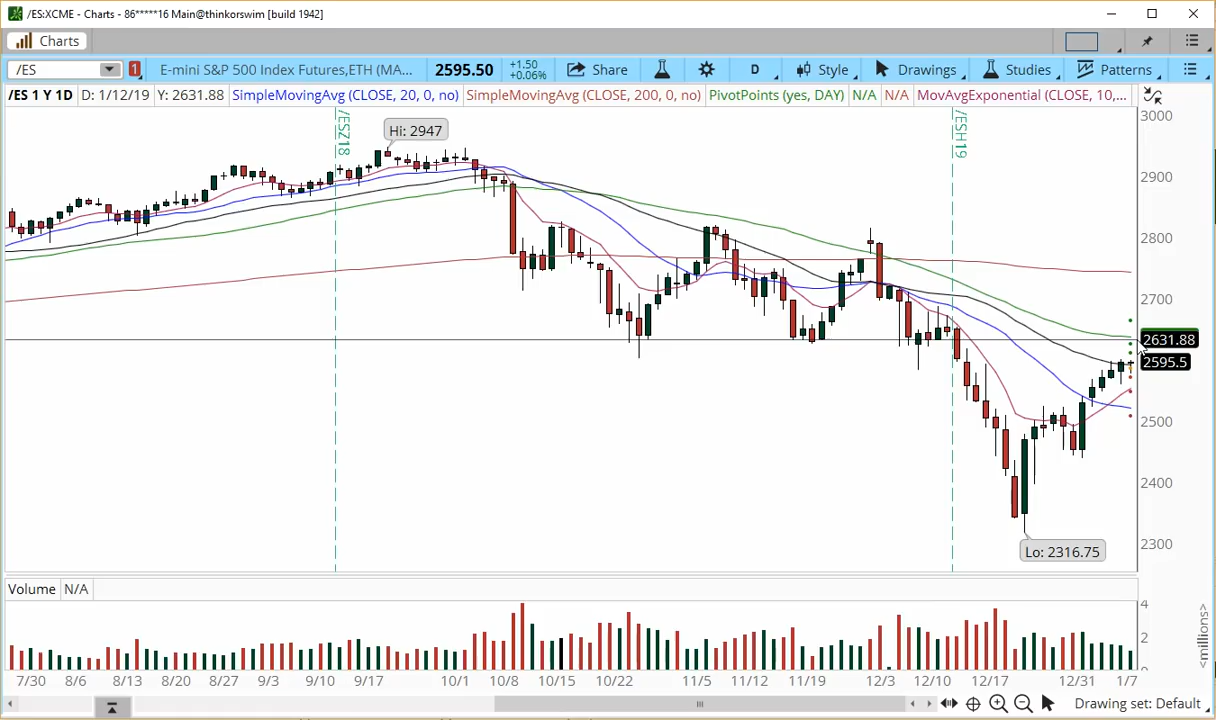 /ES:XCME - Charts - 86*****16 Main@thinkorswim [build 1942]
Charts
/ES 1 E-mini S&P 500 Index Futures,ETH (MA... 2595.50 +1.50 +0.06% Share D Style Drawings Studies Patterns
/ES 1 Y 1D D: 1/12/19 Y: 2631.88 SimpleMovingAvg (CLOSE, 20, 0, no) SimpleMovingAvg (CLOSE, 200, 0, no) PivotPoints (yes, DAY) N/A N/A MovAvgExponential (CLOSE, 10,...
/ESZ18
/ESH19
Hi: 2947
Lo: 2316.75
3000
2900
2800
2700
2631.88
2595.5
2500
2400
2300
Volume N/A
4
2
0
<millions>
7/30 8/6 8/13 8/20 8/27 9/3 9/10 9/17 10/1 10/8 10/15 10/22 11/5 11/12 11/19 12/3 12/10 12/17 12/31 1/7
Drawing set: Default